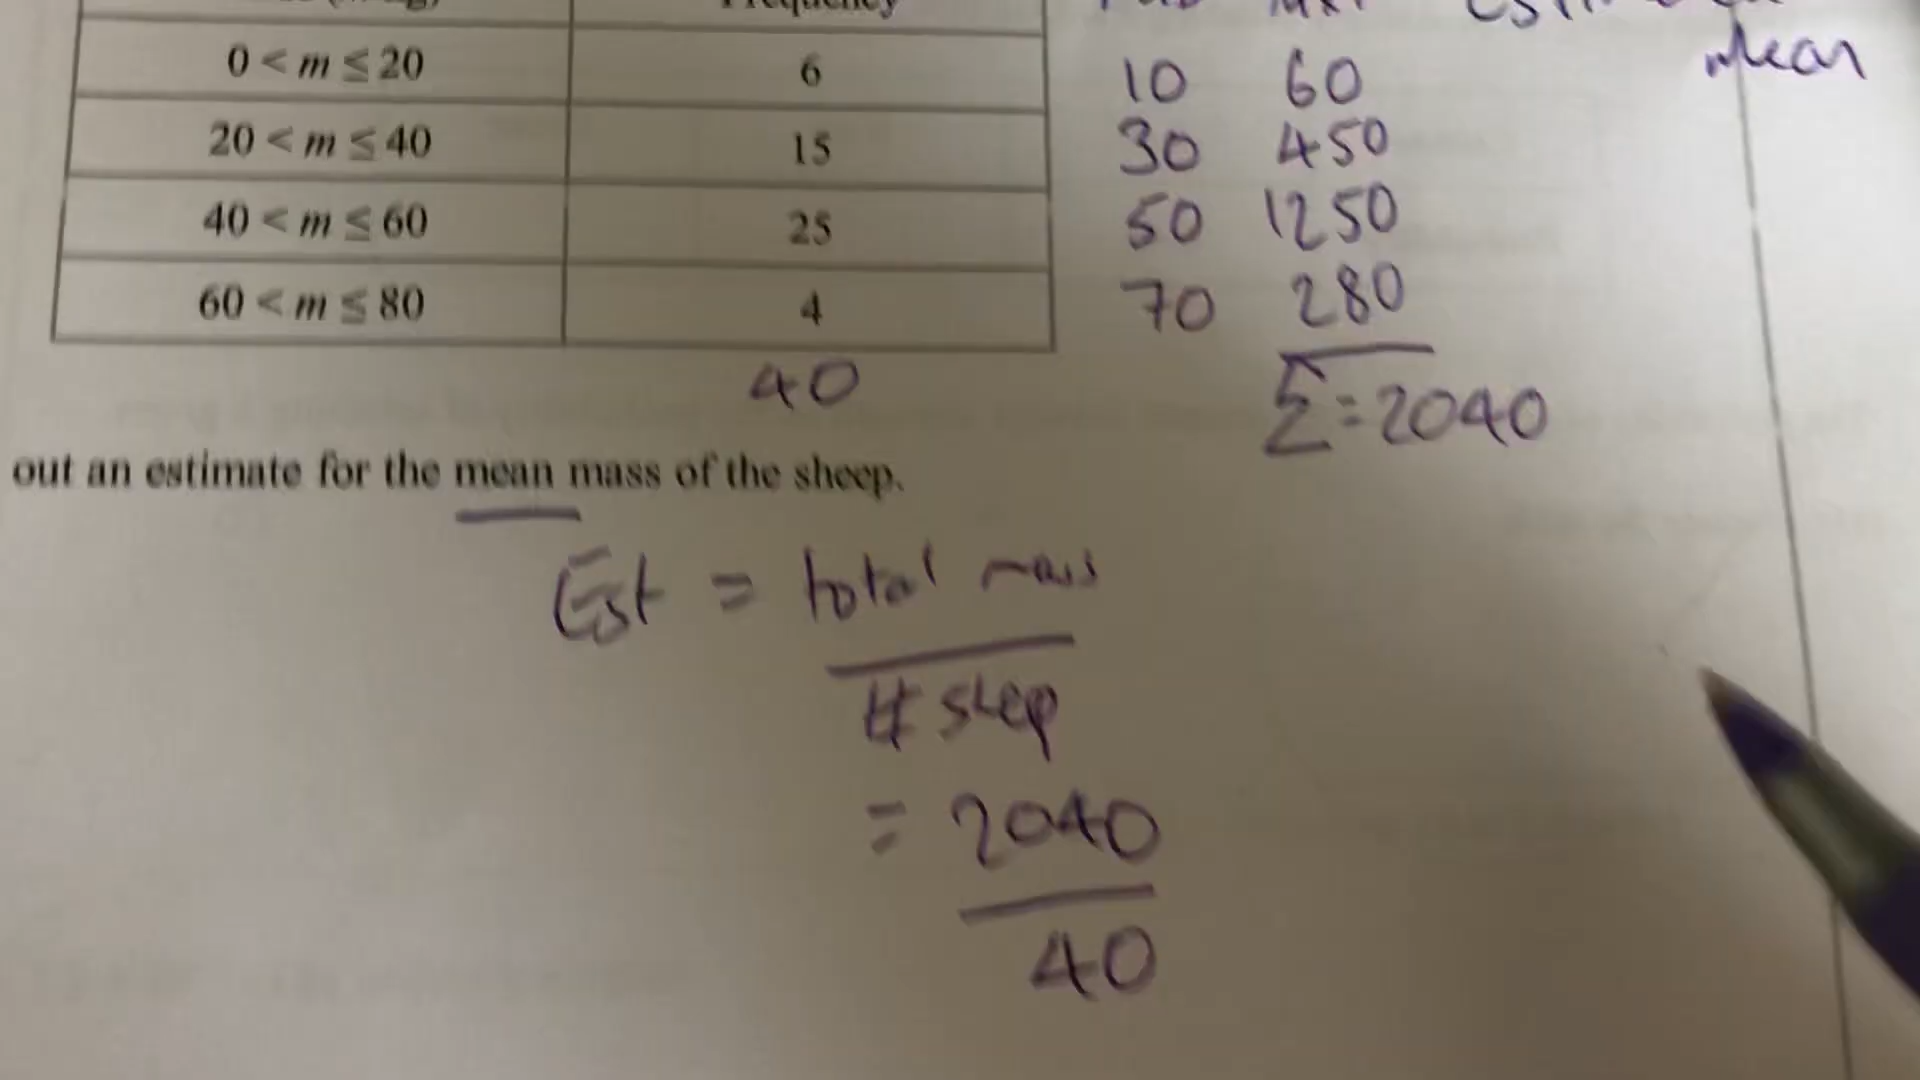 Frequency
0 < m ≤ 20 6 10 60 Mean
20 < m ≤ 40 15 30 450
40 < m ≤ 60 25 50 1250
60 < m ≤ 80 4 70 280
40 Σ=2040
out an estimate for the mean mass of the sheep.
Est = total mass
# shep
= 2040
40